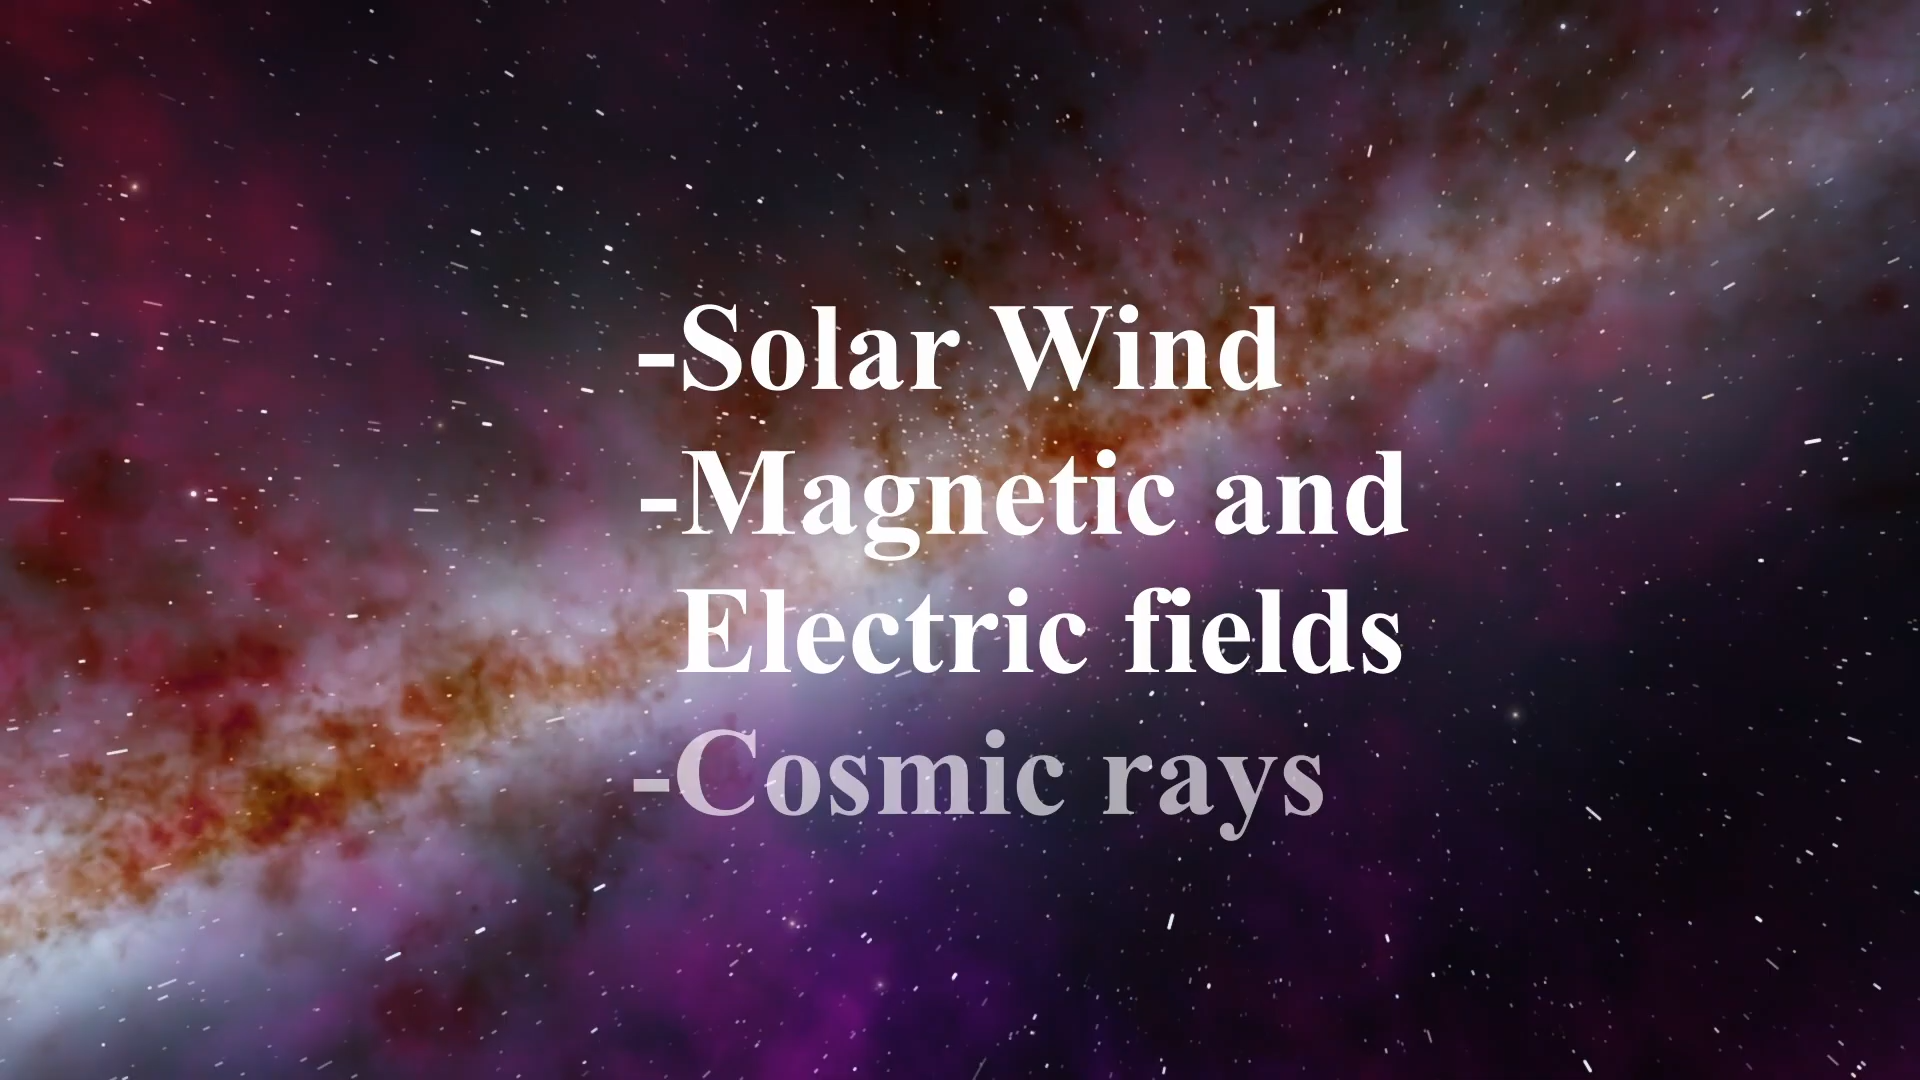 -Solar Wind
-Magnetic and
Electric fields
-Cosmic rays